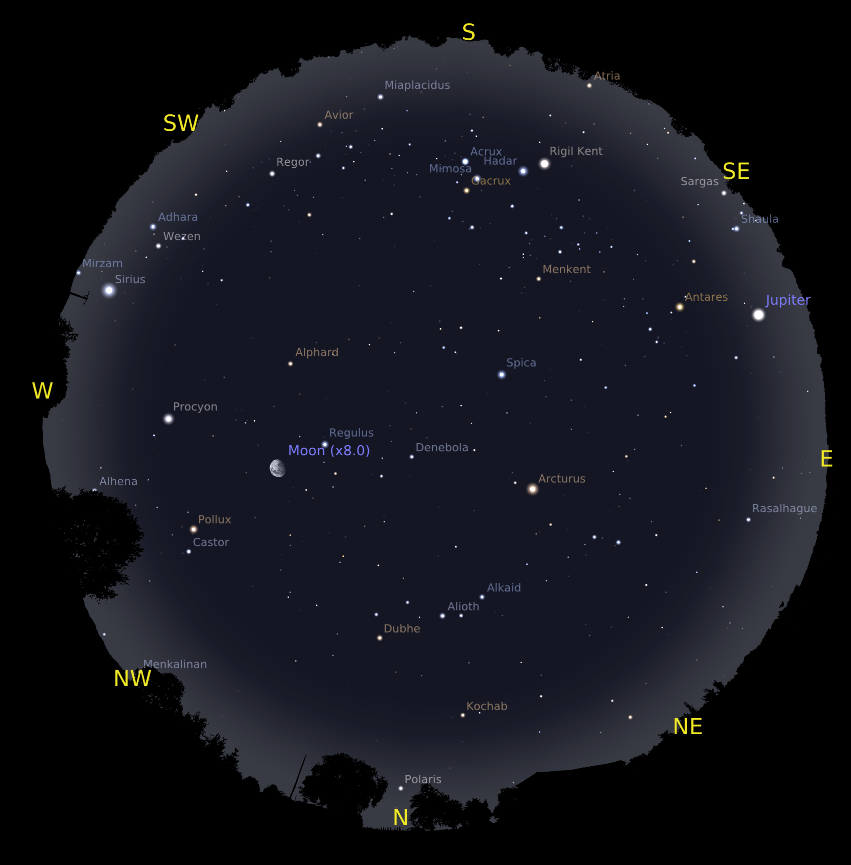 S
Atria
Miaplacidus
Avior
SW
Acrux
Rigil Kent
Hadar
Regor
Mimosa
SE
Gacrux
Sargas
Adhara
Shaula
Wezen
Mirzam
Menkent
Sirius
Antares
Jupiter
Alphard
Spica
W
Procyon
Regulus
Denebola
Moon (x8.0)
E
Alhena
Arcturus
Rasalhague
Pollux
Castor
Alkaid
Alioth
Dubhe
Menkalinan
NW
Kochab
NE
Polaris
N